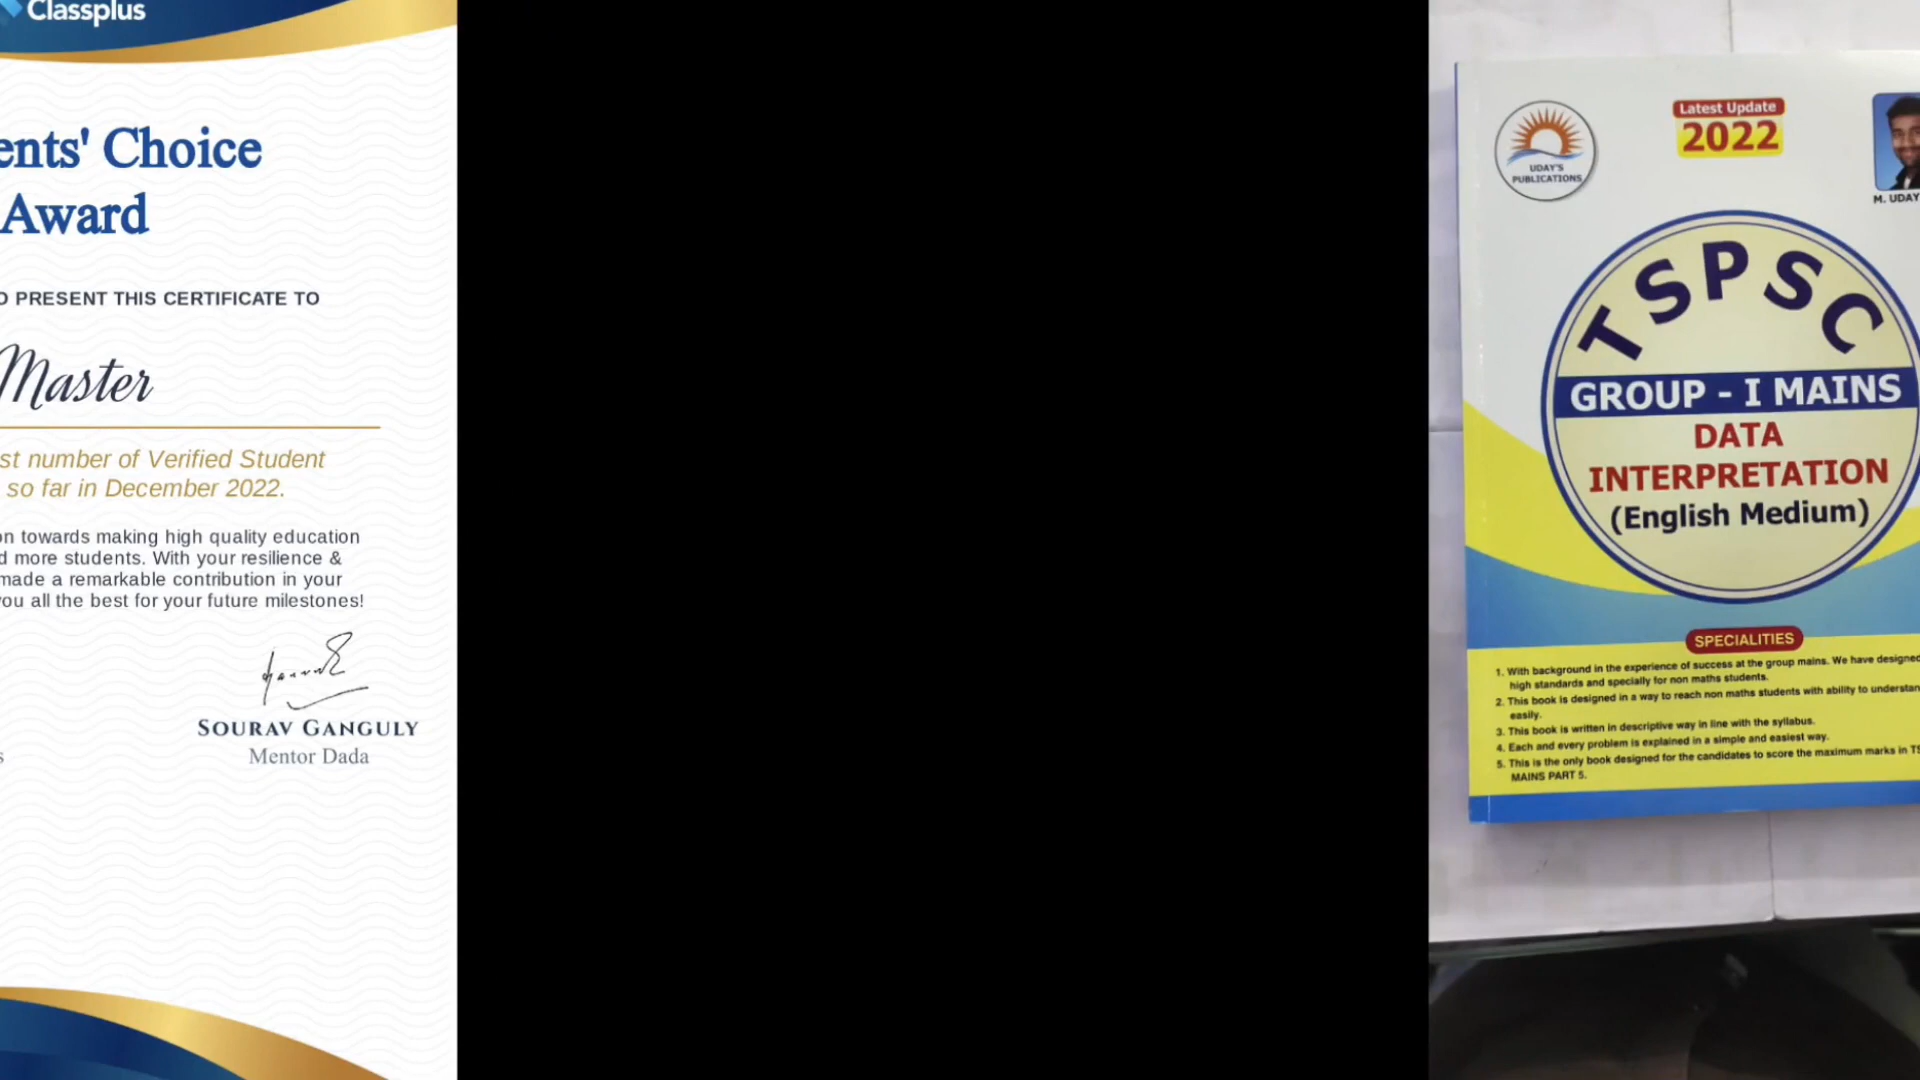 Classplus
ents' Choice
Award
PRESENT THIS CERTIFICATE TO
Master
st number of Verified Student
so far in December 2022.
on towards making high quality education
d more students. With your resilience &
made a remarkable contribution in your
you all the best for your future milestones!
SOURAV GANGULY
Mentor Dada
Latest Update
2022
UDAY'S
PUBLICATIONS
M. UDAY
TSPSC
GROUP - I MAINS
DATA
INTERPRETATION
(English Medium)
SPECIALITIES
1. With background in the experience of success at the group mains. We have designed
high standards and specially for non maths students.
2. This book is designed in a way to reach non maths students with ability to understan
easily.
3. This book is written in descriptive way in line with the syllabus.
4. Each and every problem is explained in a simple and easiest way.
5. This is the only book designed for the candidates to score the maximum marks in TS
MAINS PART 5.